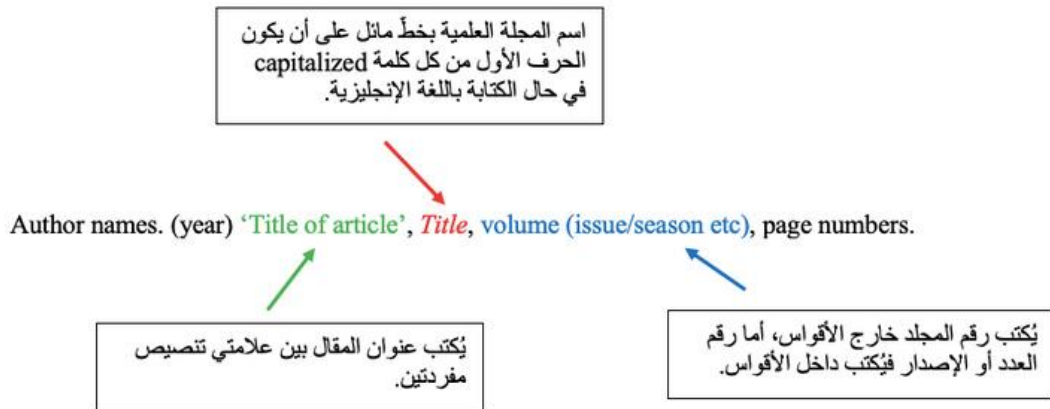 اسم المجلة العلمية بخطّ مائل على أن يكون
الحرف الأول من كل كلمة capitalized
في حال الكتابة باللغة الإنجليزية.
Author names. (year) ‘Title of article’, Title, volume (issue/season etc), page numbers.
يُكتب رقم المجلد خارج الأقواس، أما رقم
العدد أو الإصدار فيُكتب داخل الأقواس.
يُكتب عنوان المقال بين علامتي تنصيص
مفردتين.